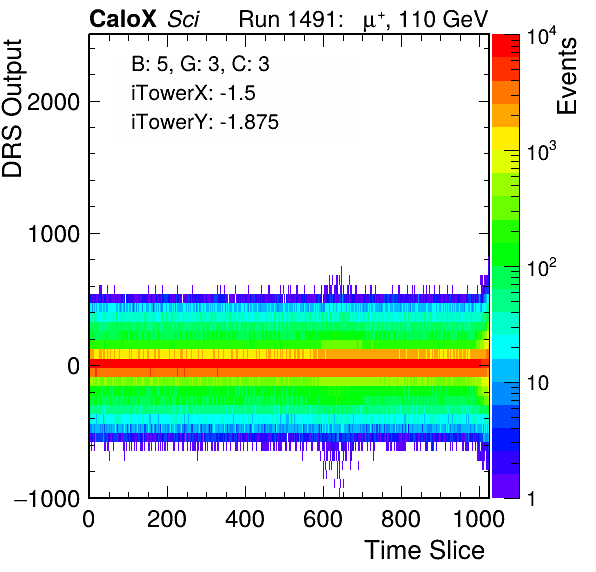 CaloX Sci Run 1491: μ⁺, 110 GeV
B: 5, G: 3, C: 3
iTowerX: -1.5
iTowerY: -1.875
DRS Output
2000
1000
0
−1000
0 200 400 600 800 1000
Time Slice
10⁴
10³
10²
10
1
Events